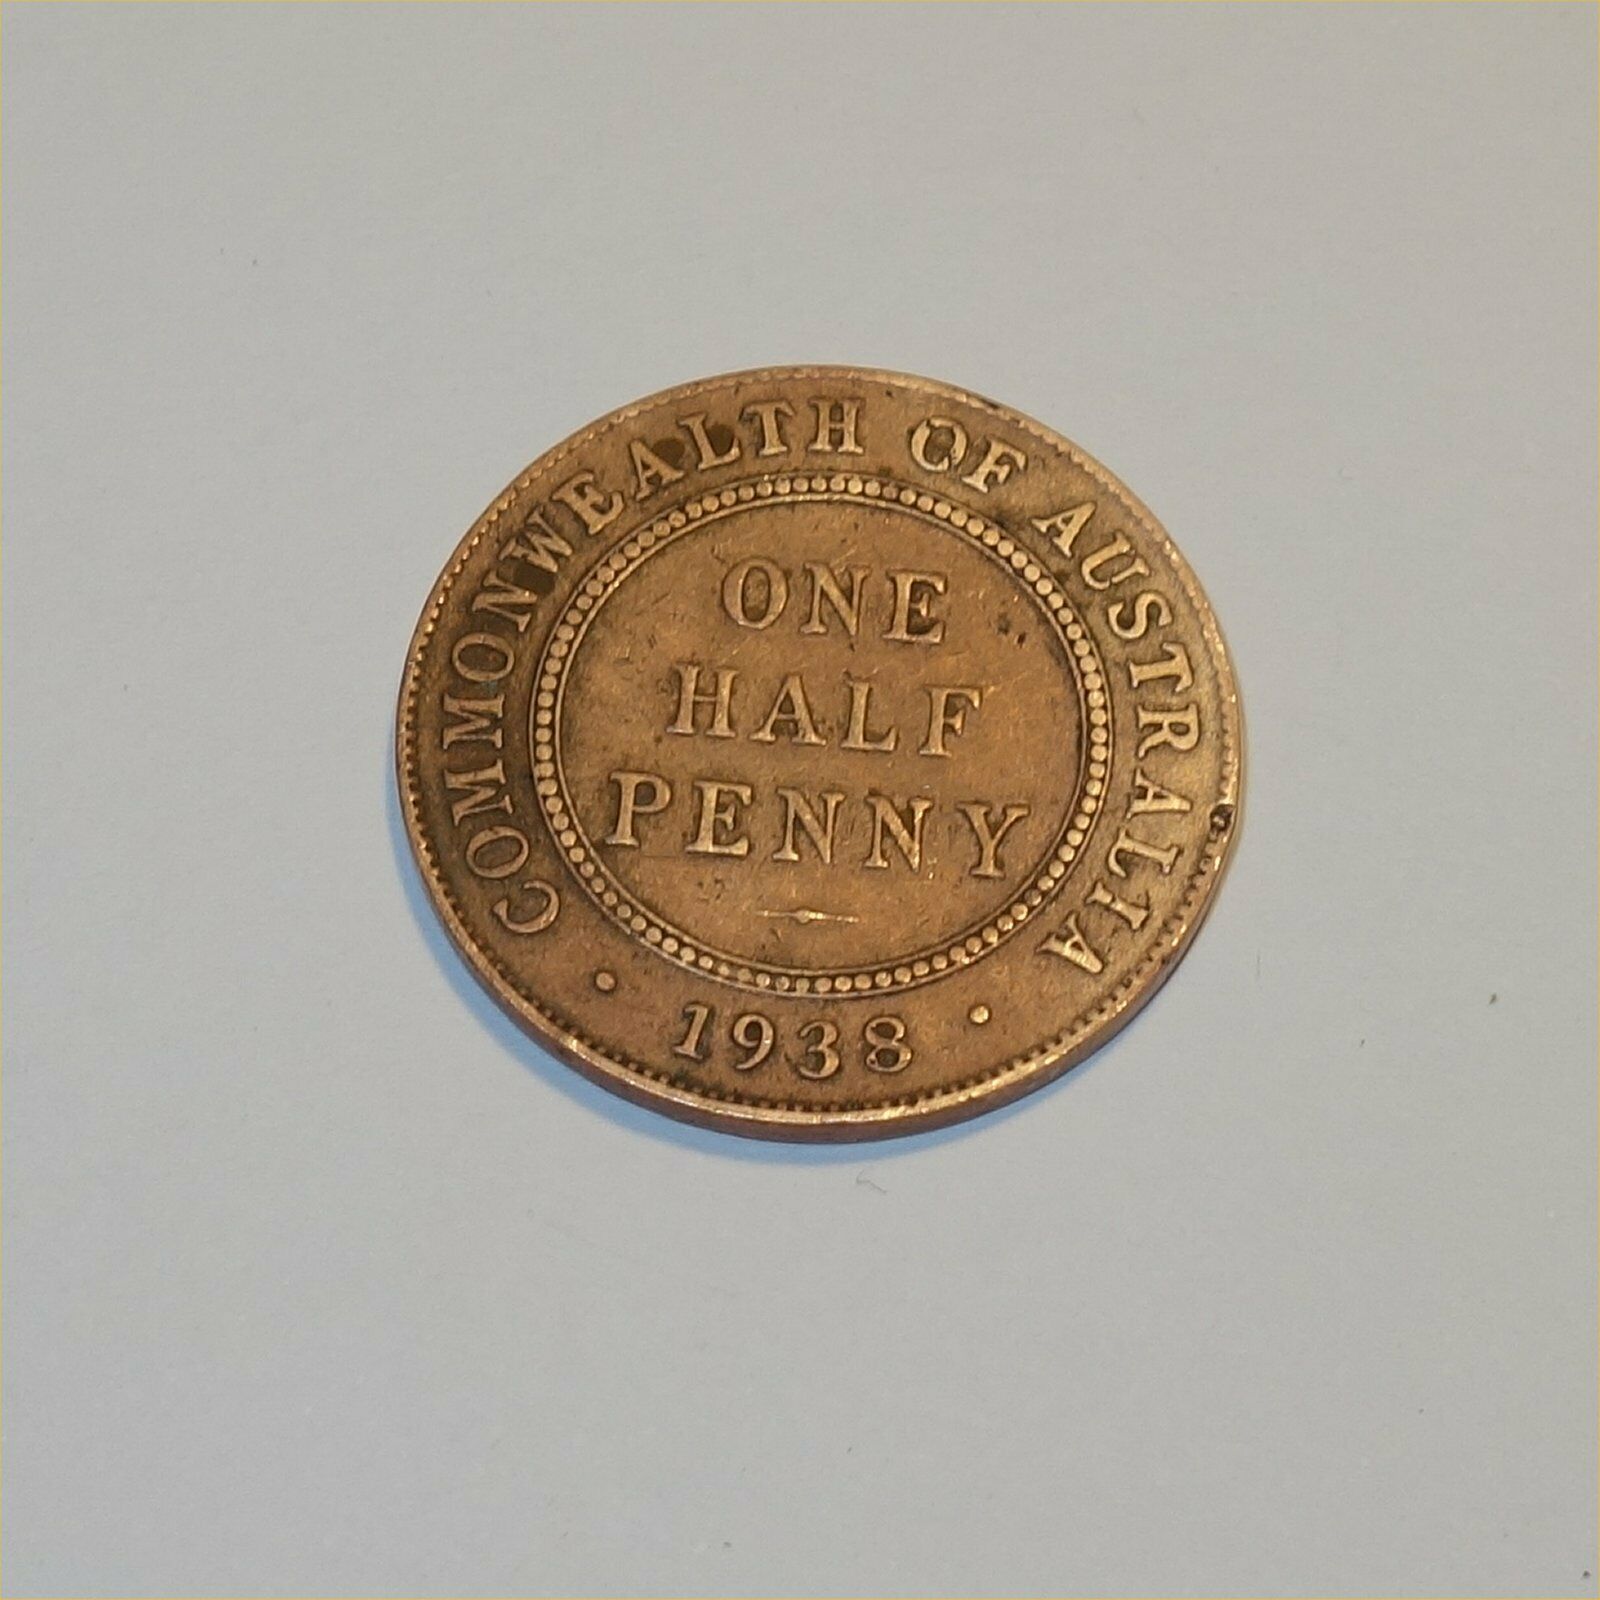 COMMONWEALTH OF AUSTRALIA
ONE
HALF
PENNY
· 1938 ·